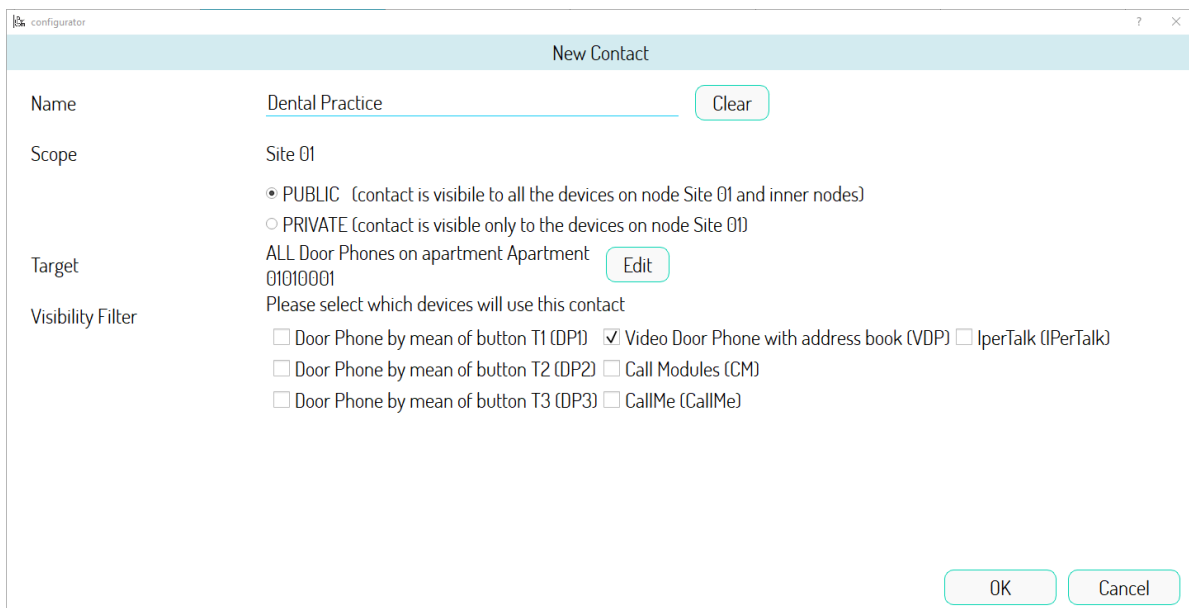 configurator
New Contact
Name Dental Practice Clear
Scope Site 01
PUBLIC (contact is visibile to all the devices on node Site 01 and inner nodes)
PRIVATE (contact is visible only to the devices on node Site 01)
Target ALL Door Phones on apartment Apartment 01010001 Edit
Visibility Filter Please select which devices will use this contact
Door Phone by mean of button T1 (DP1) Video Door Phone with address book (VDP) IperTalk (IPerTalk)
Door Phone by mean of button T2 (DP2) Call Modules (CM)
Door Phone by mean of button T3 (DP3) CallMe (CallMe)
OK Cancel